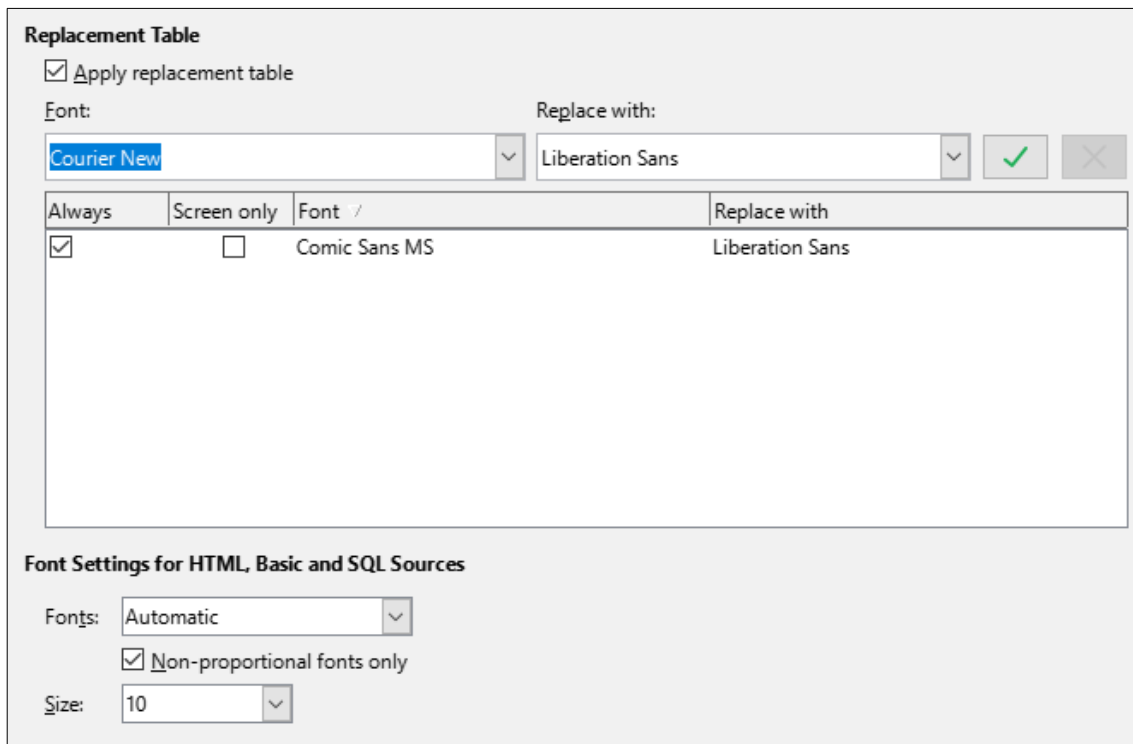 Replacement Table
Apply replacement table
Font: Replace with:
Courier New Liberation Sans
Always Screen only Font Replace with
Comic Sans MS Liberation Sans
Font Settings for HTML, Basic and SQL Sources
Fonts: Automatic
Non-proportional fonts only
Size: 10